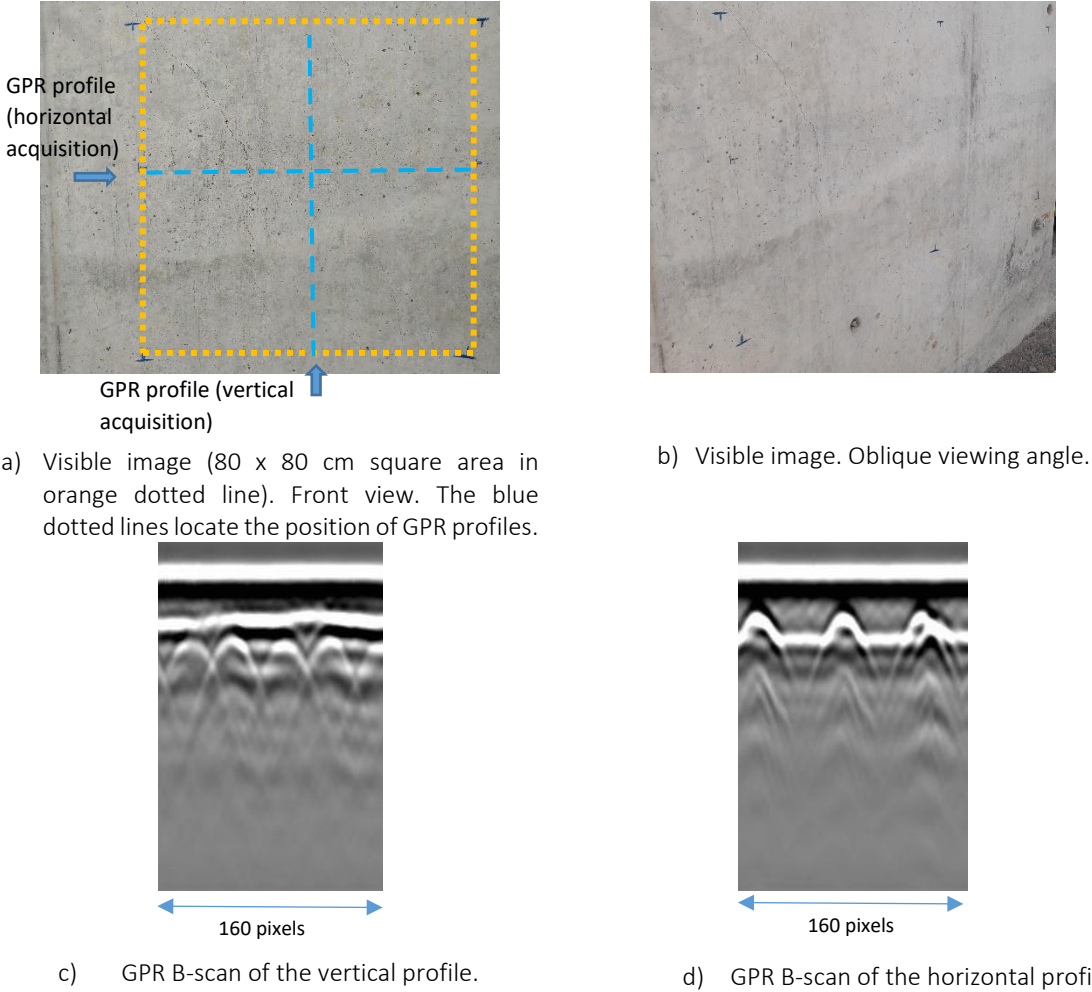 GPR profile
(horizontal
acquisition)
GPR profile (vertical
acquisition)
a) Visible image (80 x 80 cm square area in
orange dotted line). Front view. The blue
dotted lines locate the position of GPR profiles.
b) Visible image. Oblique viewing angle.
160 pixels
160 pixels
c) GPR B-scan of the vertical profile.
d) GPR B-scan of the horizontal profi